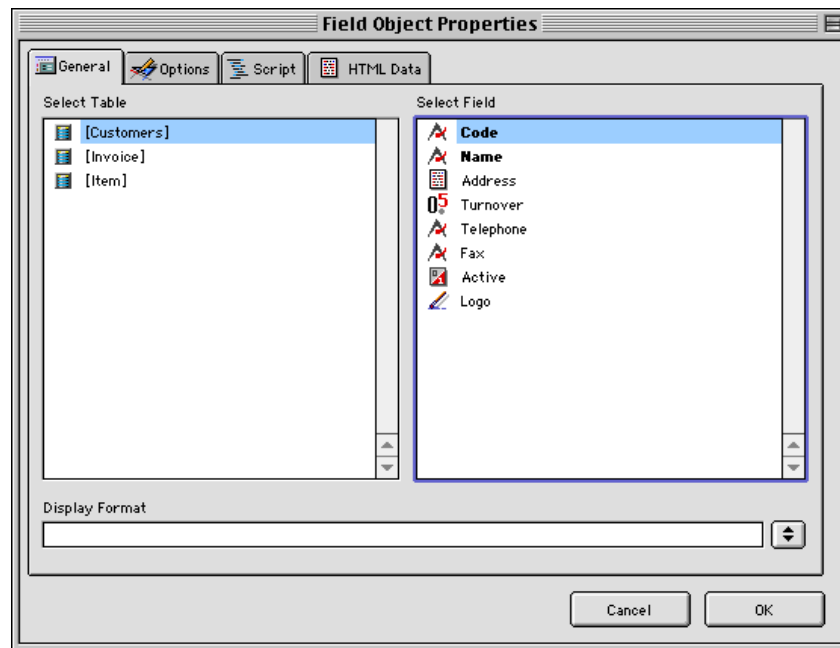 Field Object Properties
General Options Script HTML Data
Select Table Select Field
[Customers] Code
[Invoice] Name
[Item] Address
Turnover
Telephone
Fax
Active
Logo
Display Format
Cancel OK